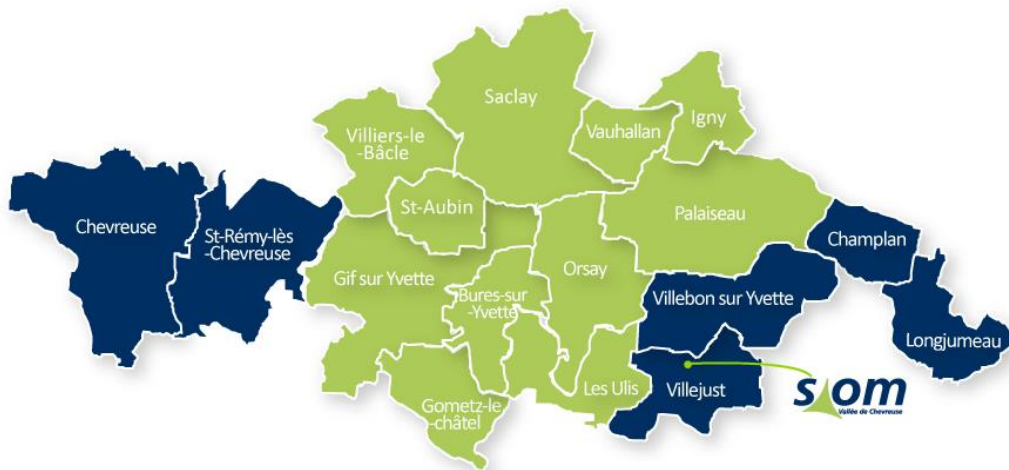 Saclay
Igny
Vauhallan
Villiers-le
-Bâcle
St-Aubin
Palaiseau
Chevreuse
St-Rémy-lès
-Chevreuse
Champlan
Orsay
Gif sur Yvette
Bures-sur
-Yvette
Villebon sur Yvette
Longjumeau
Les Ulis
Villejust
Gometz-le
-châtel
siom
Vallée de Chevreuse